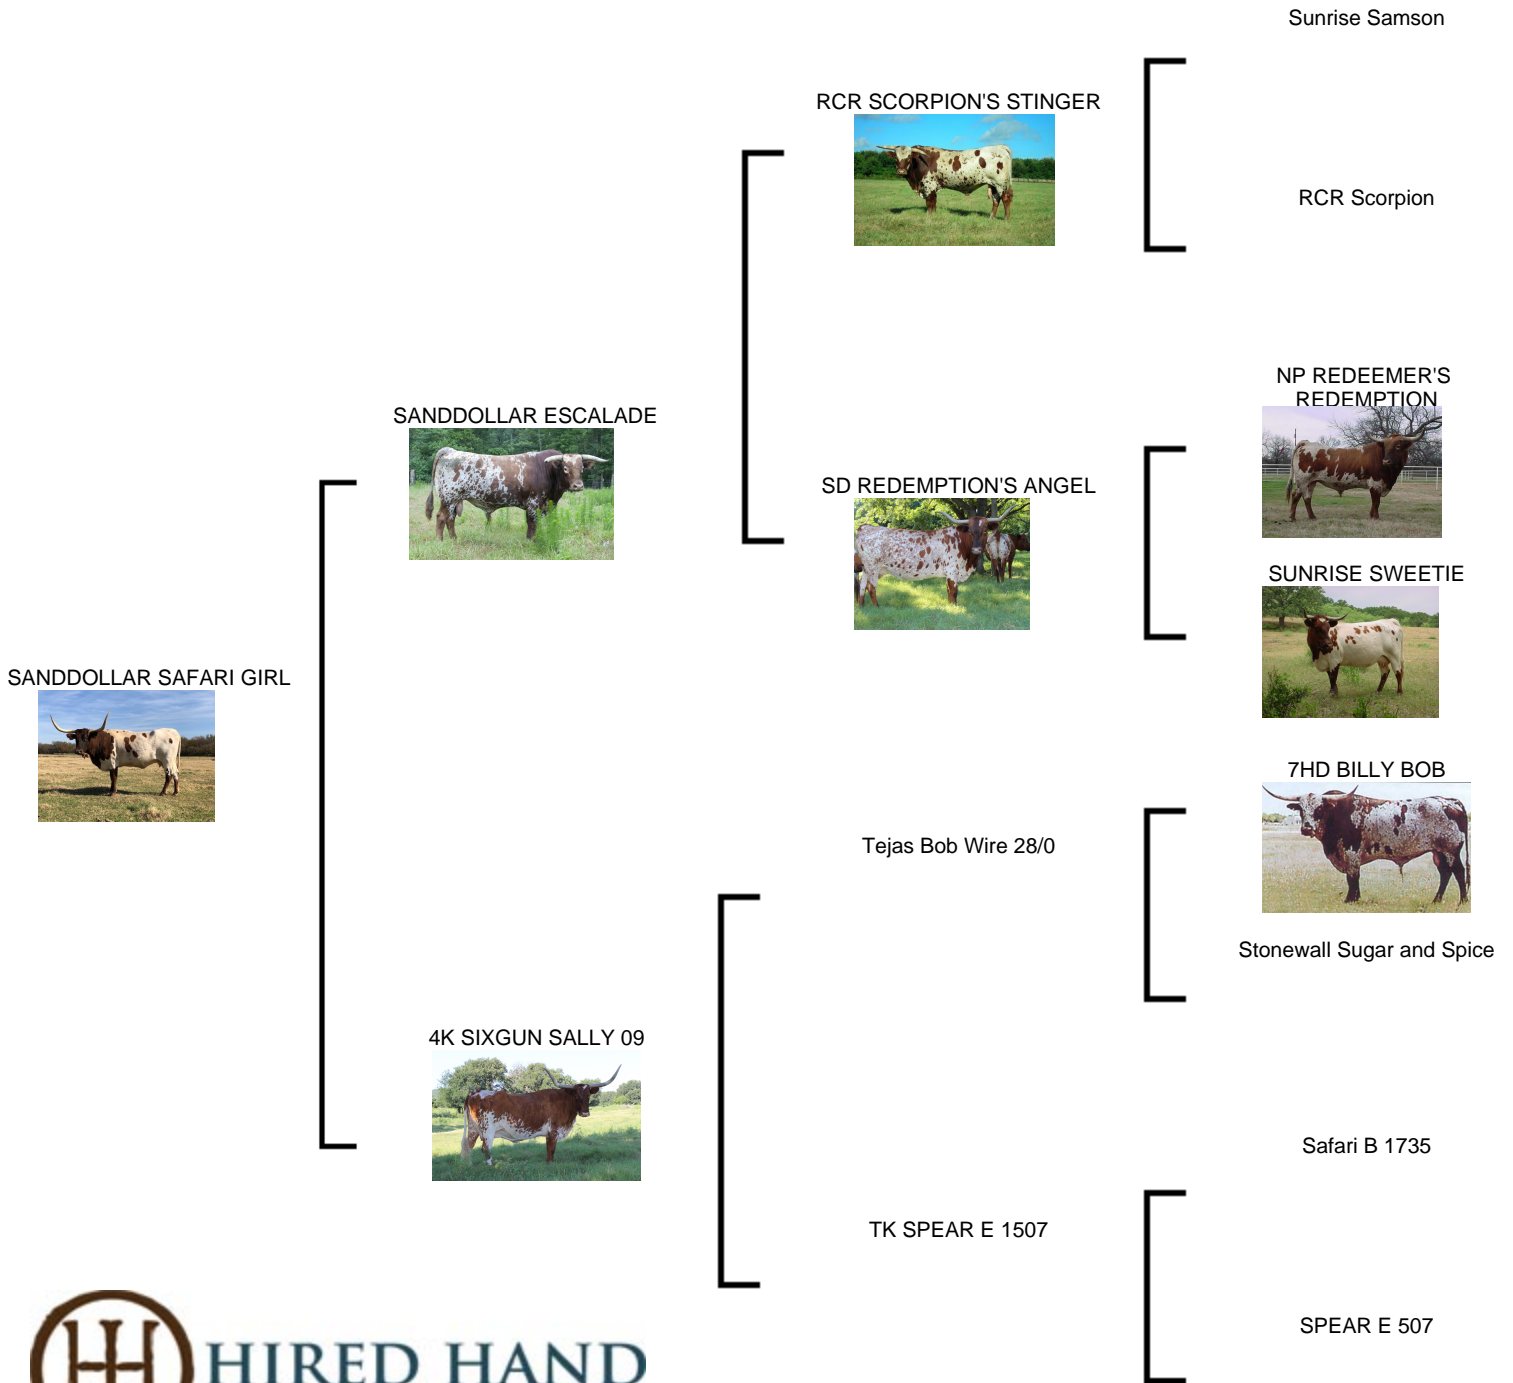 Sunrise Samson
RCR SCORPION'S STINGER
RCR Scorpion
NP REDEEMER'S
REDEMPTION
SANDDOLLAR ESCALADE
SD REDEMPTION'S ANGEL
SUNRISE SWEETIE
SANDDOLLAR SAFARI GIRL
7HD BILLY BOB
Tejas Bob Wire 28/0
Stonewall Sugar and Spice
4K SIXGUN SALLY 09
Safari B 1735
TK SPEAR E 1507
SPEAR E 507
HIRED HAND